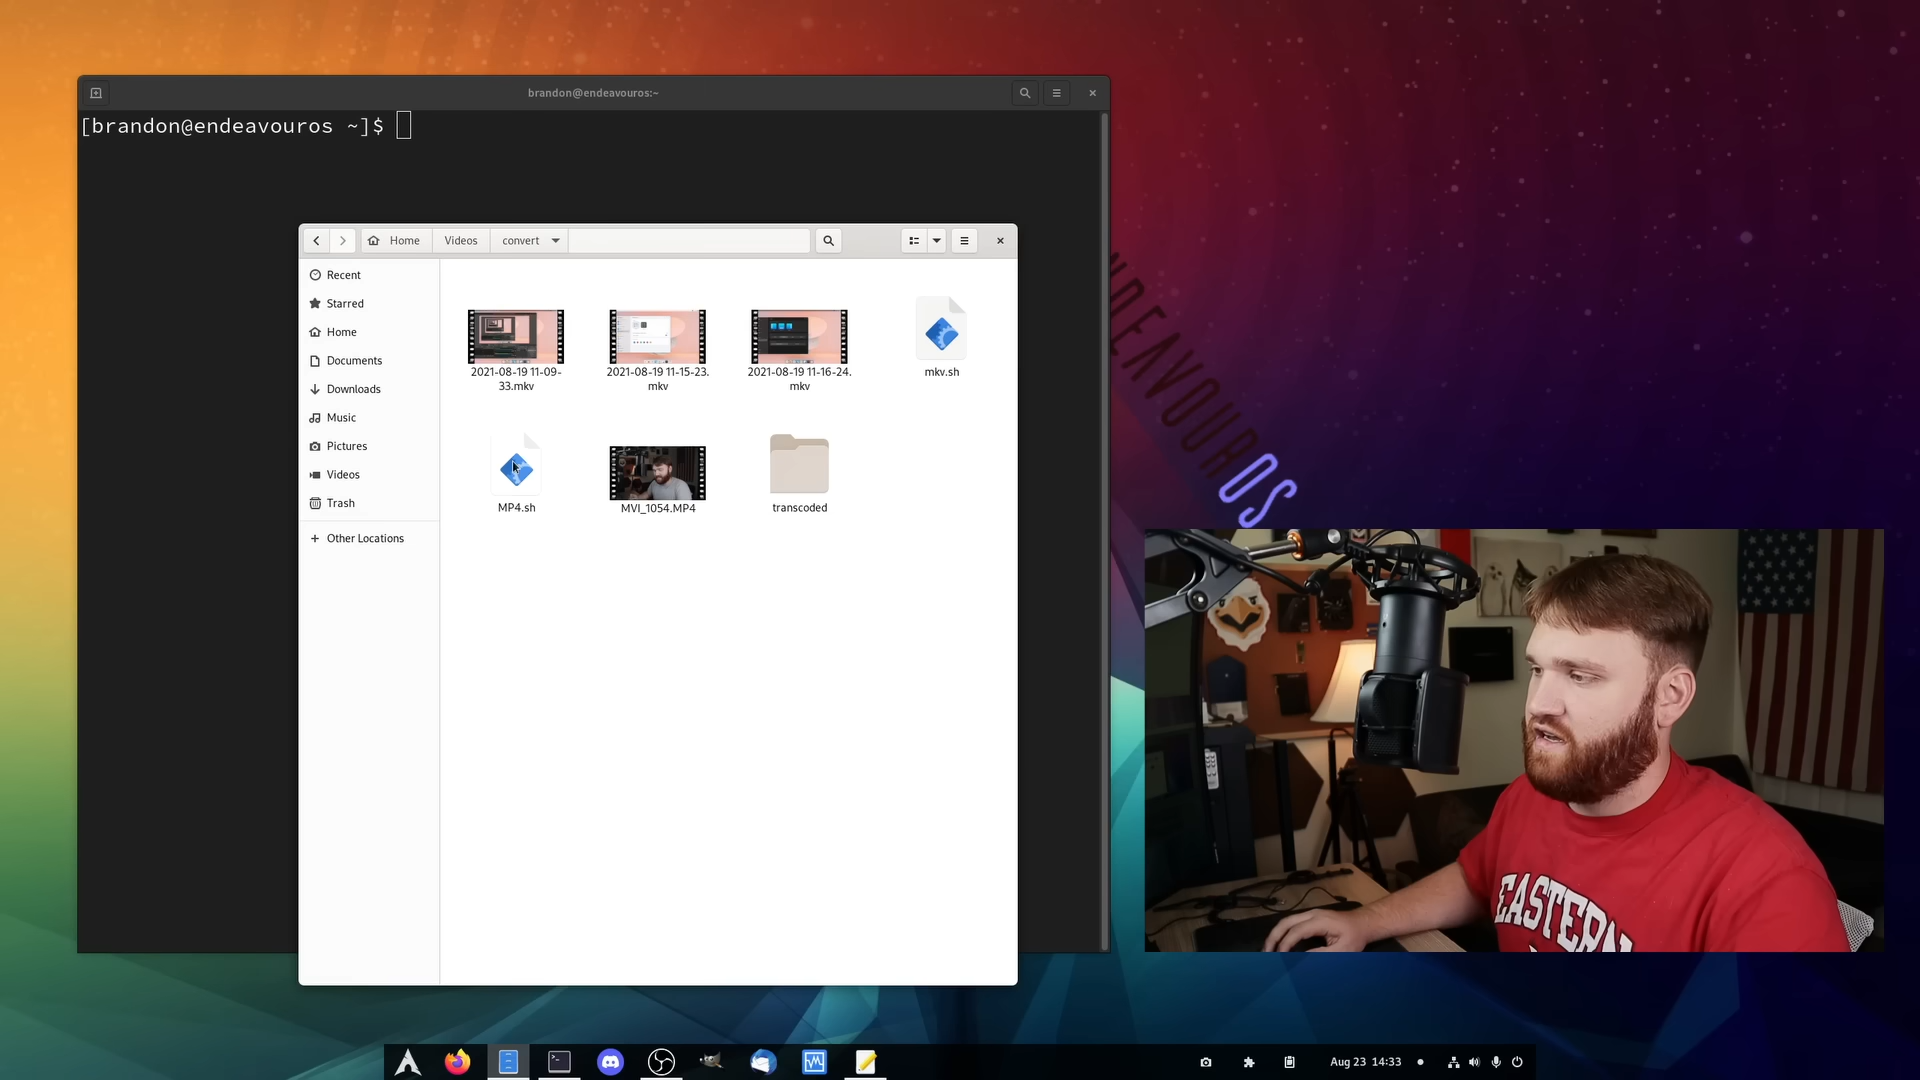 brandon@endeavouros:~
[brandon@endeavouros ~]$
Home
Videos
convert
Recent
Starred
Home
Documents
Downloads
Music
Pictures
Videos
Trash
Other Locations
2021-08-19 11-09-
33.mkv
2021-08-19 11-15-23.
mkv
2021-08-19 11-16-24.
mkv
mkv.sh
MP4.sh
MVI_1054.MP4
transcoded
NDEAVOUROS
EASTERN
Aug 23 14:33